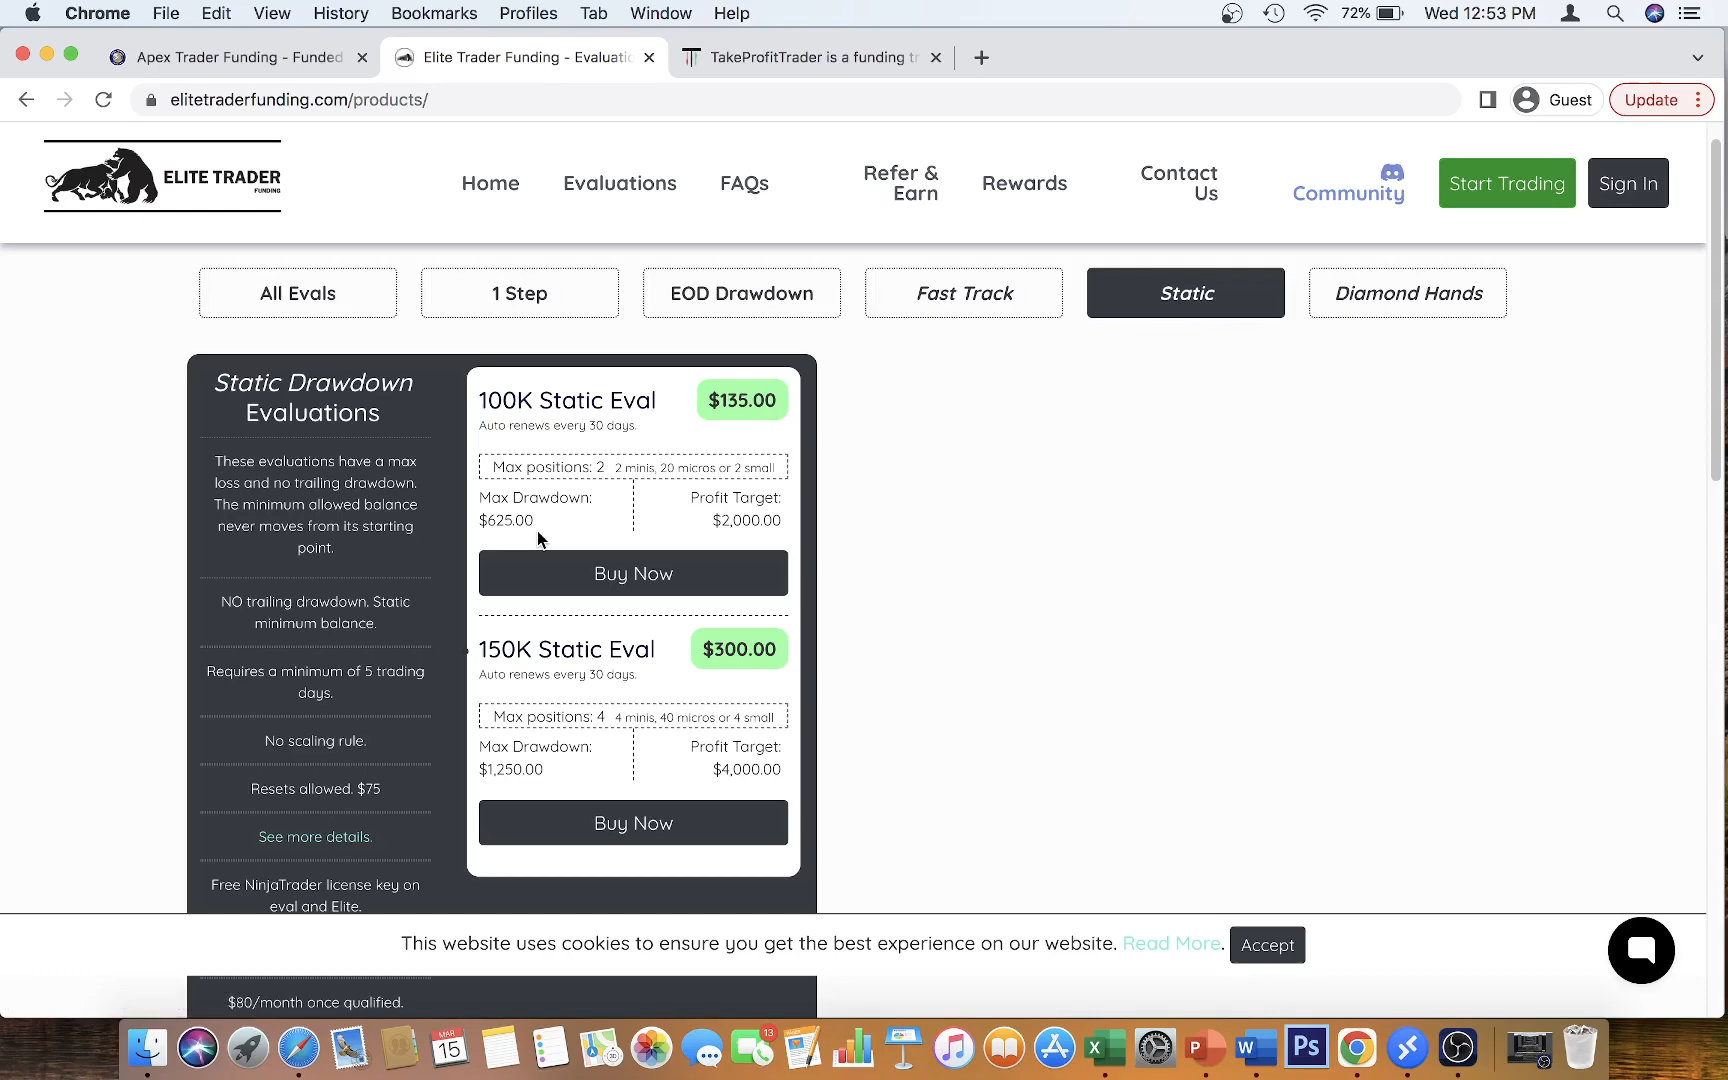 Chrome File Edit View History Bookmarks Profiles Tab Window Help 72% Wed 12:53 PM
Apex Trader Funding - Funded
Elite Trader Funding - Evaluatic
TakeProfitTrader is a funding tr
elitetraderfunding.com/products/
Guest
Update
ELITE TRADER
FUNDING
Home
Evaluations
FAQs
Refer &
Earn
Rewards
Contact
Us
Community
Start Trading
Sign In
All Evals
1 Step
EOD Drawdown
Fast Track
Static
Diamond Hands
Static Drawdown
Evaluations
These evaluations have a max
loss and no trailing drawdown.
The minimum allowed balance
never moves from its starting
point.
NO trailing drawdown. Static
minimum balance.
Requires a minimum of 5 trading
days.
No scaling rule.
Resets allowed. $75
See more details.
Free NinjaTrader license key on
eval and Elite.
$80/month once qualified.
100K Static Eval $135.00
Auto renews every 30 days.
Max positions: 2 2 minis, 20 micros or 2 small
Max Drawdown: Profit Target:
$625.00 $2,000.00
Buy Now
150K Static Eval $300.00
Auto renews every 30 days.
Max positions: 4 4 minis, 40 micros or 4 small
Max Drawdown: Profit Target:
$1,250.00 $4,000.00
Buy Now
This website uses cookies to ensure you get the best experience on our website. Read More. Accept
MAR
15
13
X
P
W
Ps